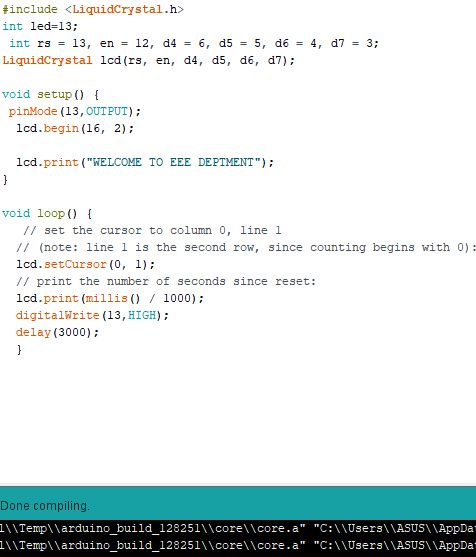 #include <LiquidCrystal.h>
int led=13;
int rs = 13, en = 12, d4 = 6, d5 = 5, d6 = 4, d7 = 3;
LiquidCrystal lcd(rs, en, d4, d5, d6, d7);
void setup() {
pinMode(13,OUTPUT);
lcd.begin(16, 2);
lcd.print("WELCOME TO EEE DEPTMENT");
}
void loop() {
// set the cursor to column 0, line 1
// (note: line 1 is the second row, since counting begins with 0):
lcd.setCursor(0, 1);
// print the number of seconds since reset:
lcd.print(millis() / 1000);
digitalWrite(13,HIGH);
delay(3000);
}
Done compiling.
l\\Temp\\arduino_build_128251\\core\\core.a" "C:\\Users\\ASUS\\AppDat
l\\Temp\\arduino_build_128251\\core\\core.a" "C:\\Users\\ASUS\\AppDat